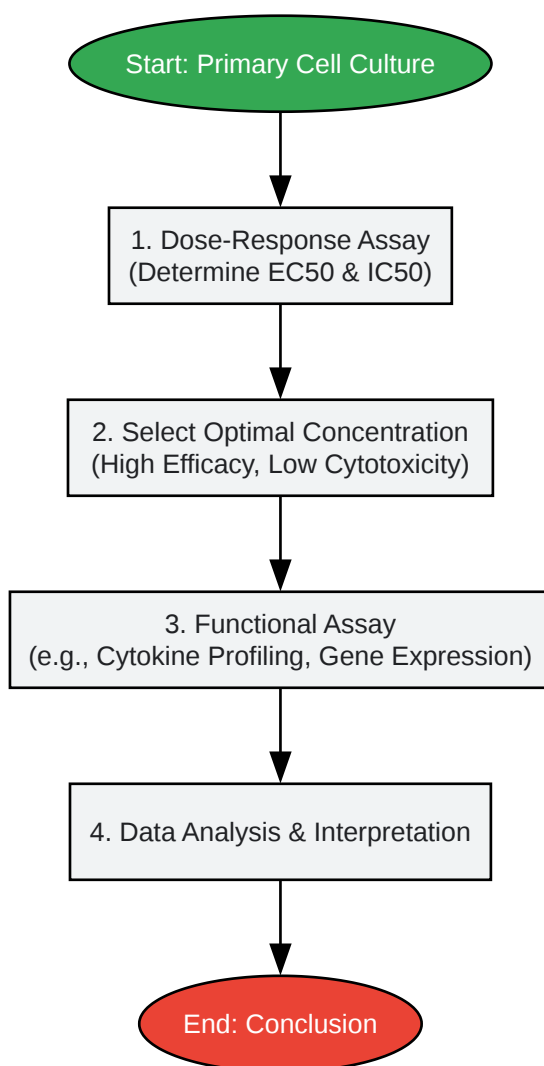 Start: Primary Cell Culture
1. Dose-Response Assay
(Determine EC50 & IC50)
2. Select Optimal Concentration
(High Efficacy, Low Cytotoxicity)
3. Functional Assay
(e.g., Cytokine Profiling, Gene Expression)
4. Data Analysis & Interpretation
End: Conclusion